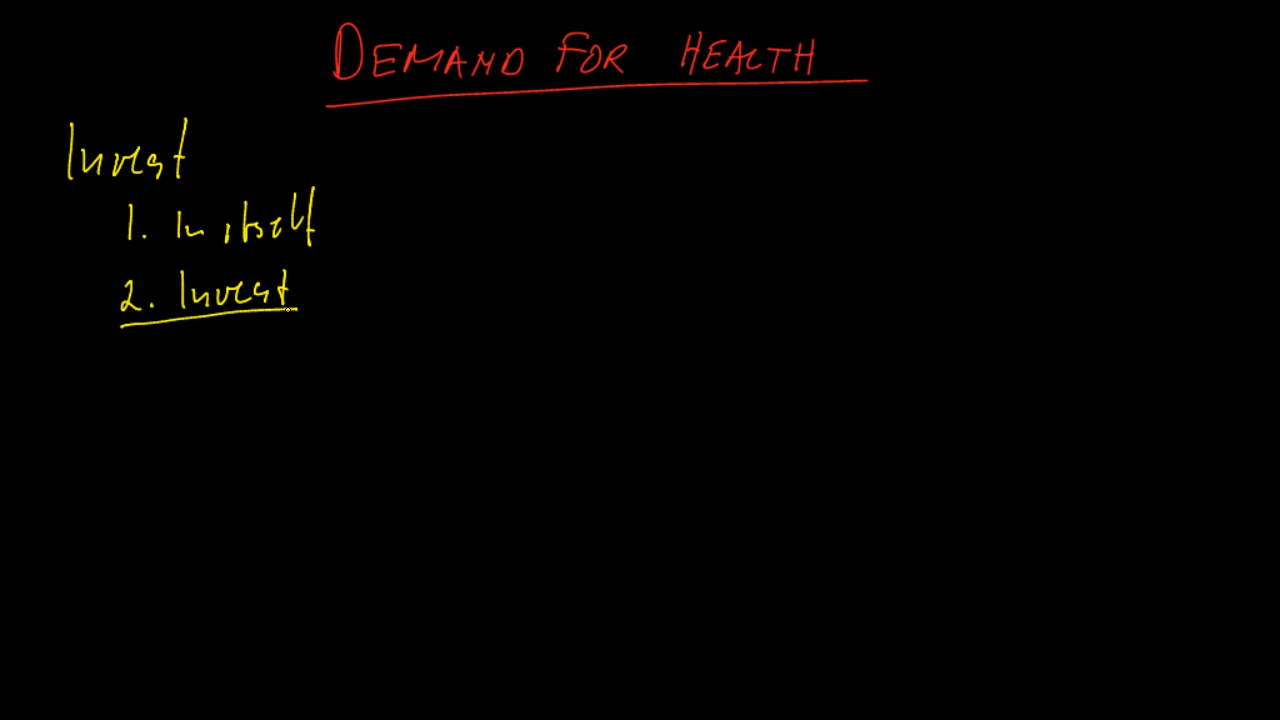 DEMAND FOR HEALTH
Invest
1. In itself
2. Invest